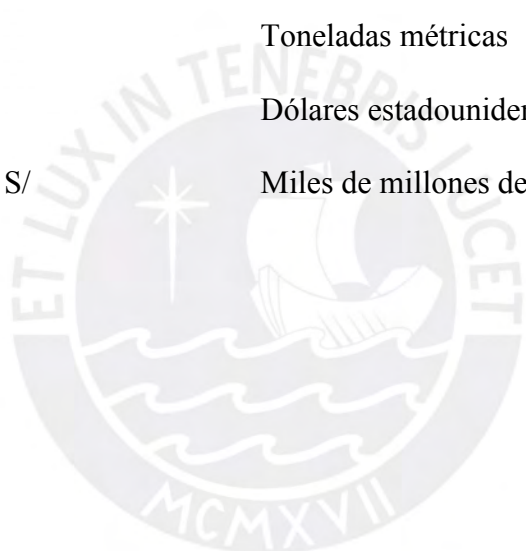 Toneladas métricas
Dólares estadouniden
S/ Miles de millones de
ET LUX IN TENEBRIS LUCET
MCMXVII